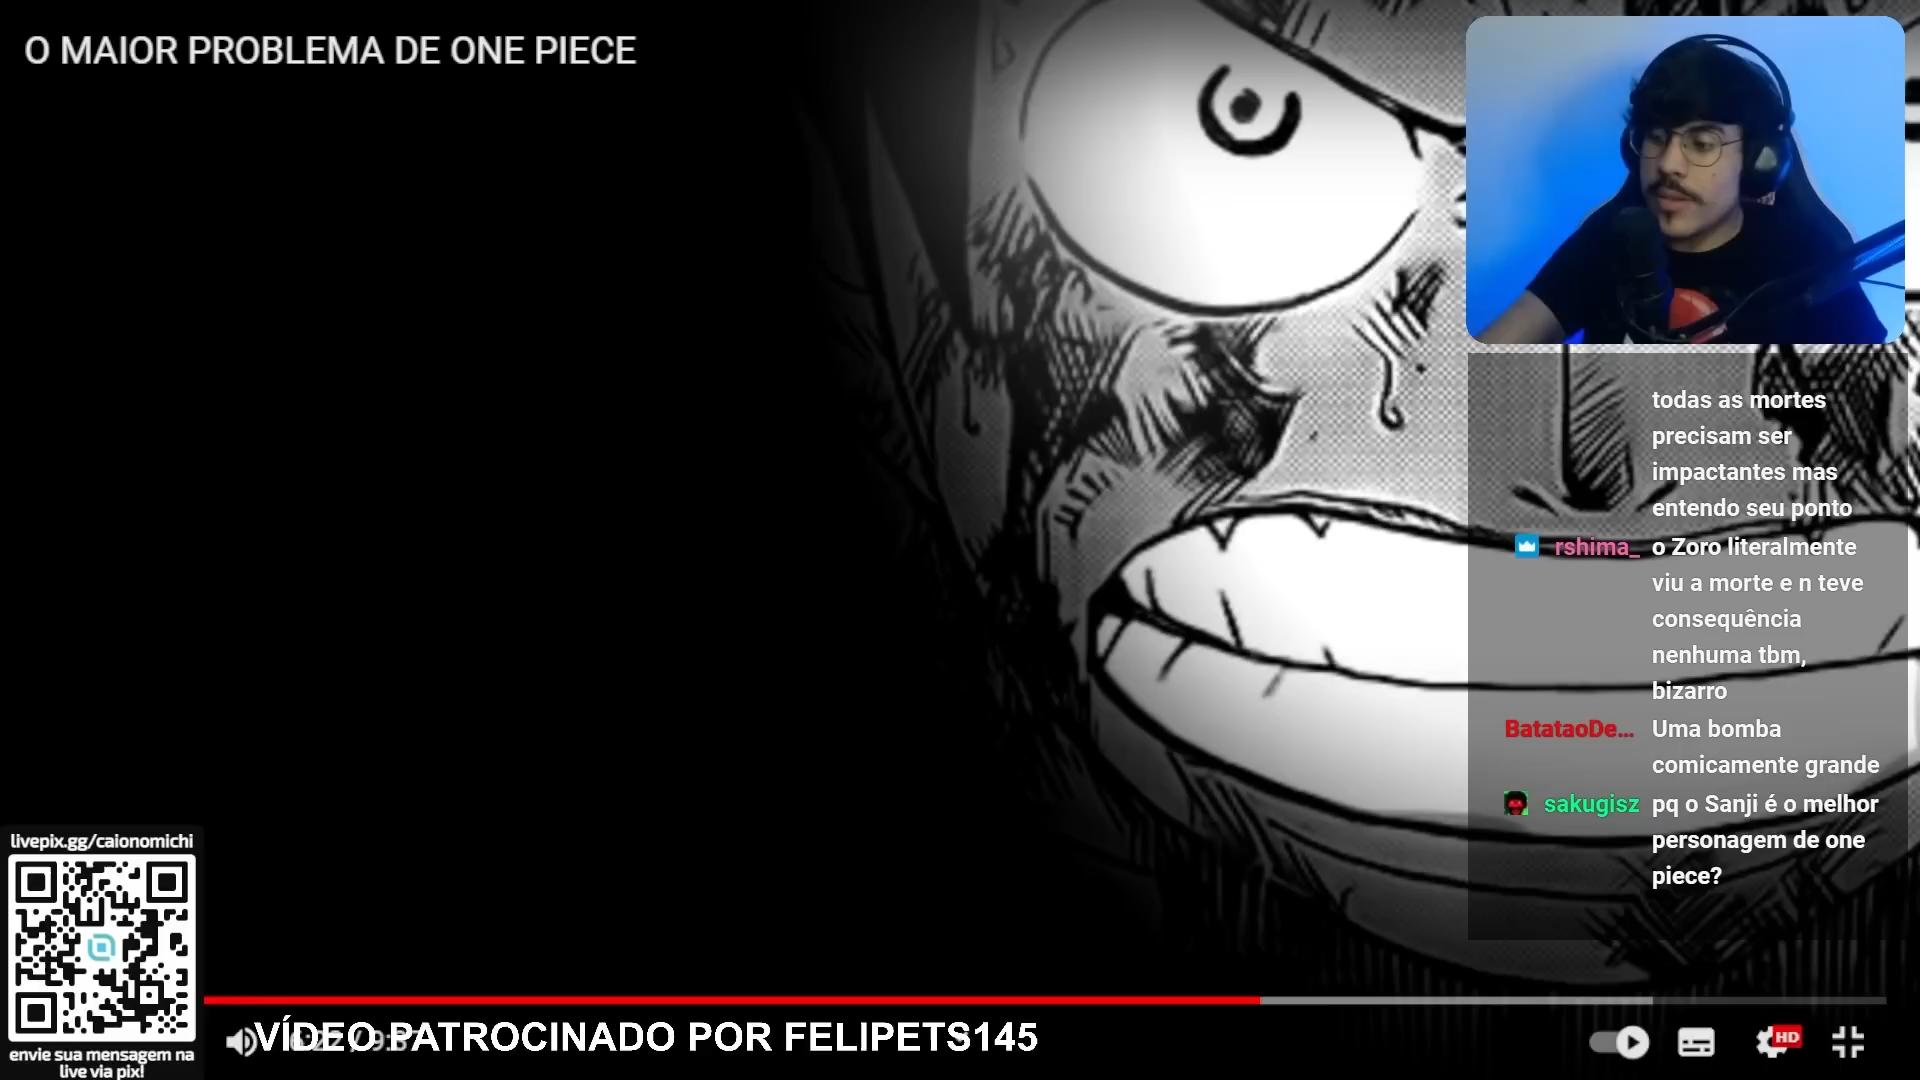 O MAIOR PROBLEMA DE ONE PIECE
todas as mortes
precisam ser
impactantes mas
entendo seu ponto
rshima_ o Zoro literalmente
viu a morte e n teve
consequência
nenhuma tbm,
bizarro
BatataoDe... Uma bomba
comicamente grande
sakugisz pq o Sanji é o melhor
personagem de one
piece?
livepix.gg/caionomichi
envie sua mensagem na
live via pix!
VÍDEO PATROCINADO POR FELIPETS145
HD